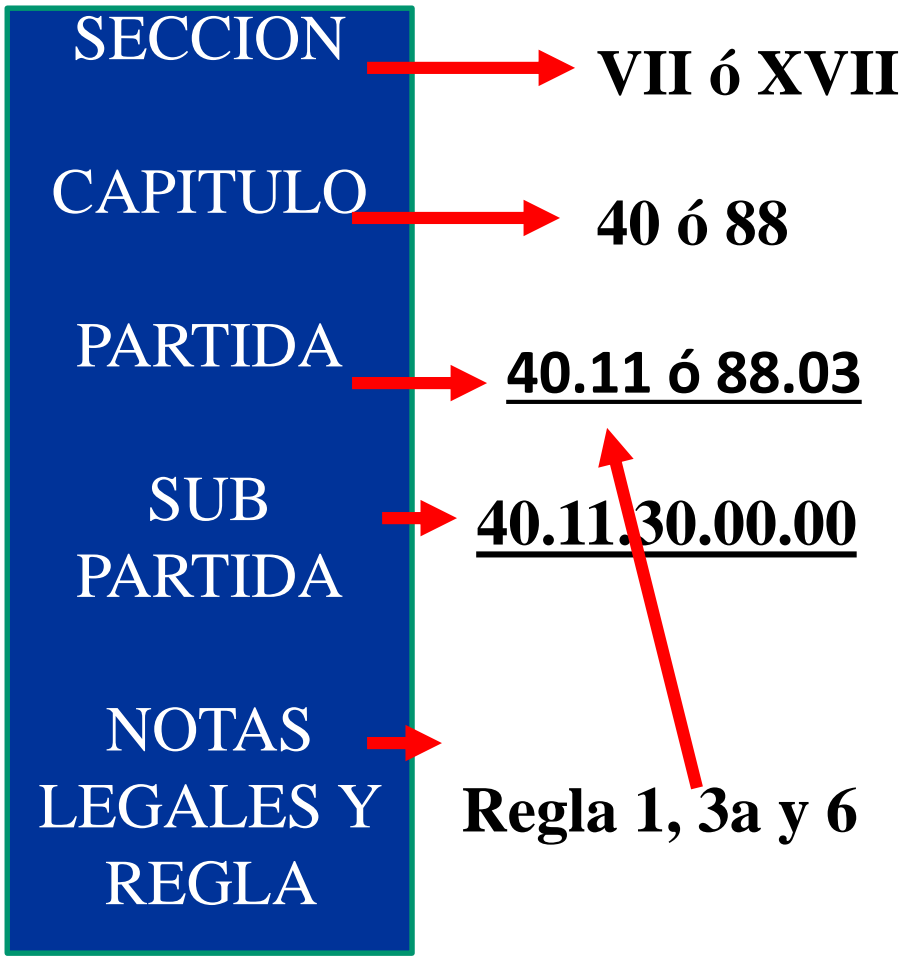 SECCION
VII ó XVII
CAPITULO
40 ó 88
PARTIDA
40.11 ó 88.03
SUB
PARTIDA
40.11.30.00.00
NOTAS
LEGALES Y
REGLA
Regla 1, 3a y 6